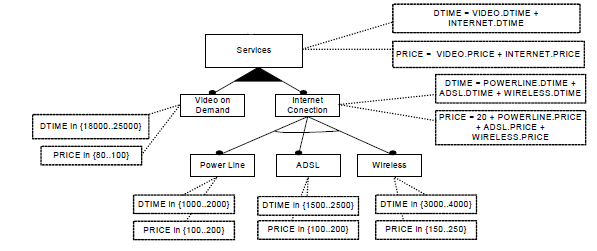 DTIME = VIDEO.DTIME +
INTERNET.DTIME
Services
PRICE = VIDEO.PRICE + INTERNET.PRICE
Video on
Demand
Internet
Conection
DTIME = POWERLINE.DTIME +
ADSL.DTIME + WIRELESS.DTIME
PRICE = 20 + POWERLINE.PRICE
+ ADSL.PRICE +
WIRELESS.PRICE
DTIME in {18000..25000}
PRICE in {80..100}
Power Line
ADSL
Wireless
DTIME in {1000..2000}
DTIME in {1500..2500}
DTIME in {3000..4000}
PRICE in {100..200}
PRICE in {100..200}
PRICE in {150..250}